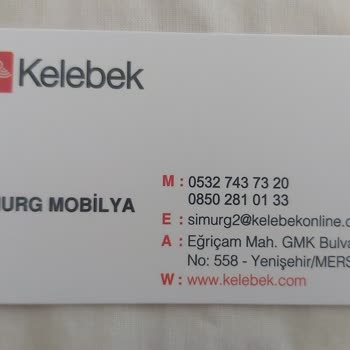 Kelebek
MURG MOBİLYA
M : 0532 743 73 20
0850 281 01 33
E : simurg2@kelebekonline.c
A : Eğriçam Mah. GMK Bulva
No: 558 - Yenişehir/MERS
W : www.kelebek.com